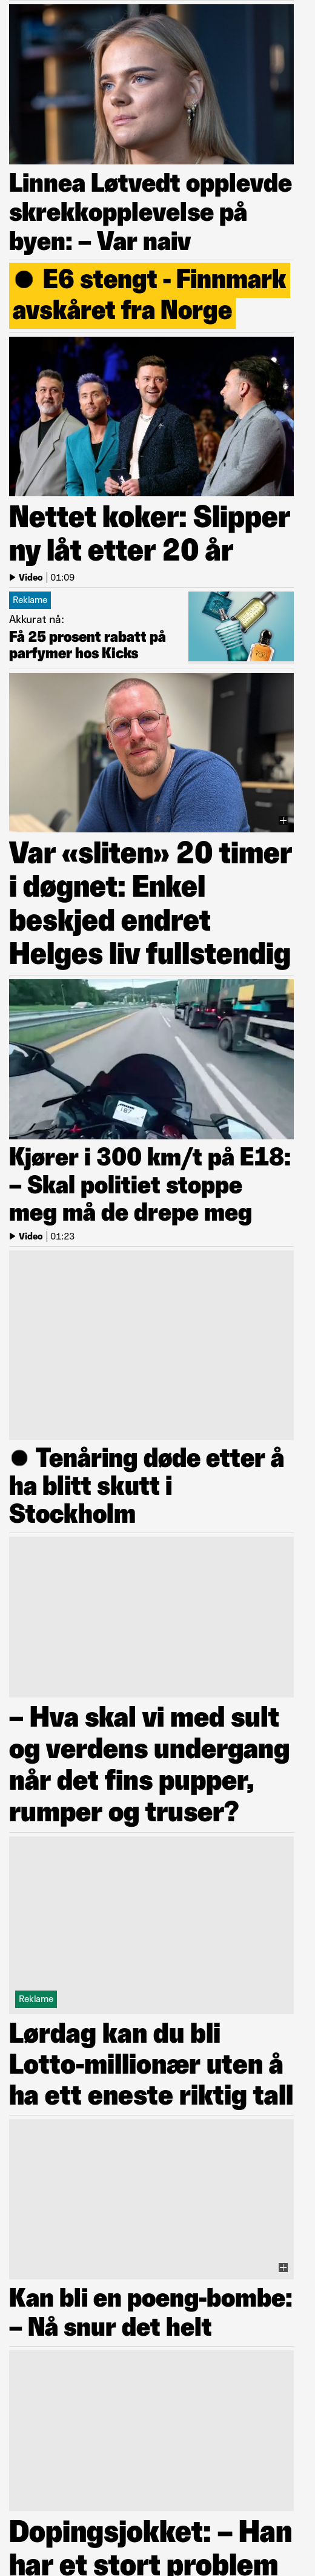 Linnea Løtvedt opplevde
skrekkopplevelse på
byen: – Var naiv
E6 stengt - Finnmark
avskåret fra Norge
Nettet koker: Slipper
ny låt etter 20 år
Video | 01:09
Reklame
Akkurat nå:
Få 25 prosent rabatt på
parfymer hos Kicks
Var «sliten» 20 timer
i døgnet: Enkel
beskjed endret
Helges liv fullstendig
187
Kjører i 300 km/t på E18:
– Skal politiet stoppe
meg må de drepe meg
Video | 01:23
Tenåring døde etter å
ha blitt skutt i
Stockholm
– Hva skal vi med sult
og verdens undergang
når det fins pupper,
rumper og truser?
Reklame
Lørdag kan du bli
Lotto-millionær uten å
ha ett eneste riktig tall
Kan bli en poeng-bombe:
– Nå snur det helt
Dopingsjokket: – Han
har et stort problem